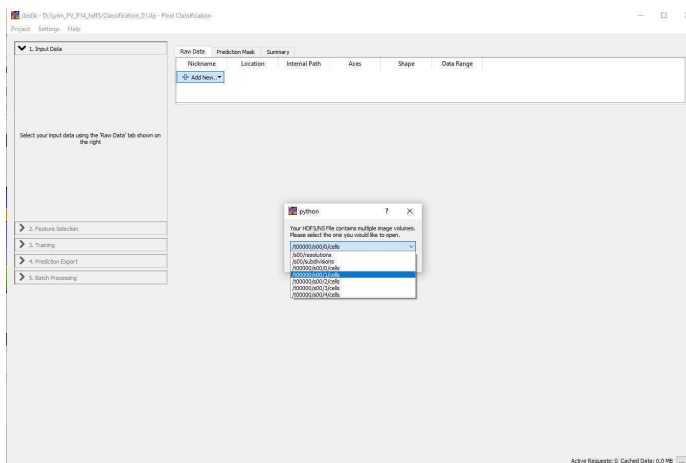 ilastik - D:/Lynn_PV_P14_hdf5/Classification_01.ilp - Pixel Classification
Project Settings Help
1. Input Data
Raw Data Prediction Mask Summary
Nickname Location Internal Path Axes Shape Data Range
Add New...
Select your input data using the 'Raw Data' tab shown on
the right
python ? ×
Your HDF5/N5 File contains multiple image volumes.
Please select the one you would like to open.
/t00000/s00/0/cells
/s00/resolutions
/s00/subdivisions
/t00000/s00/0/cells
/t00000/s00/1/cells
/t00000/s00/2/cells
/t00000/s00/3/cells
/t00000/s00/4/cells
2. Feature Selection
3. Training
4. Prediction Export
5. Batch Processing
Active Requests: 0 Cached Data: 0.0 MB